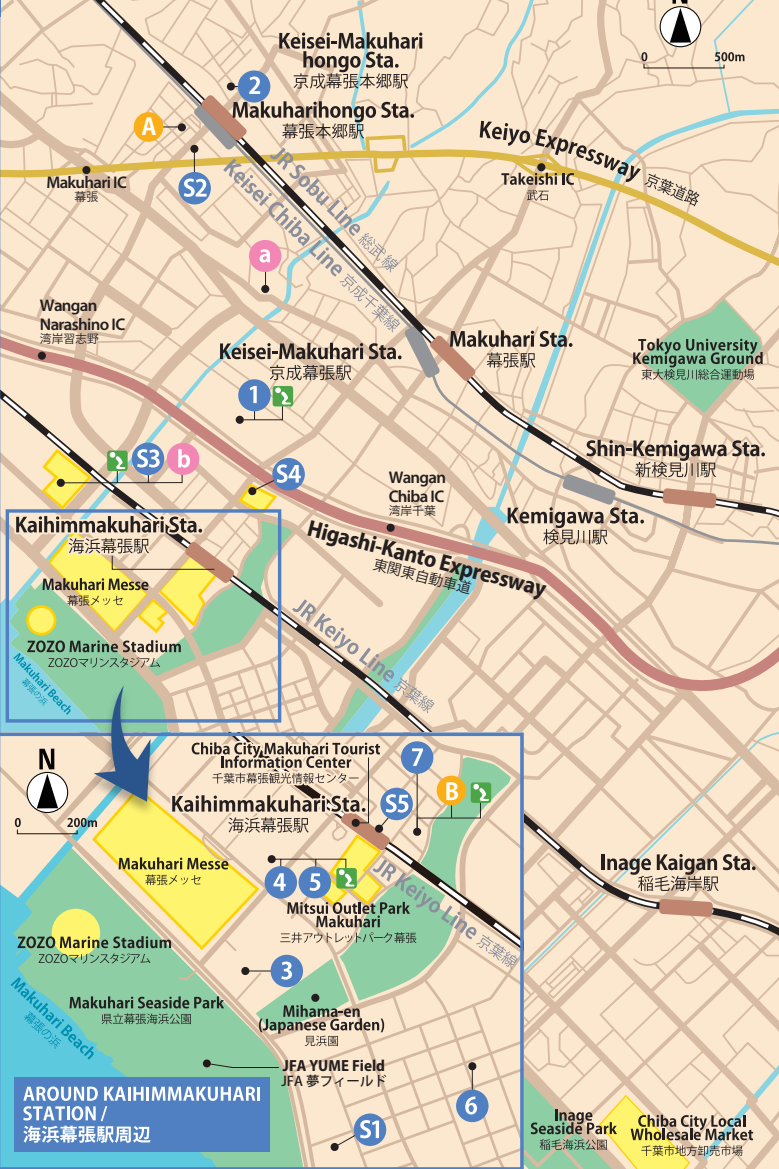 N
0 500m
Keisei-Makuhari
hongo Sta.
京成幕張本郷駅
2
Makuharihongo Sta.
幕張本郷駅
A
Keiyo Expressway 京葉道路
Makuhari IC
幕張
S2
JR Sobu Line 総武線
Keisei Chiba Line 京成千葉線
Takeishi IC
武石
a
Wangan
Narashino IC
湾岸習志野
Keisei-Makuhari Sta.
京成幕張駅
Makuhari Sta.
幕張駅
Tokyo University
Kemigawa Ground
東大検見川総合運動場
1
S3
b
S4
Shin-Kemigawa Sta.
新検見川駅
Wangan
Chiba IC
湾岸千葉
Kemigawa Sta.
検見川駅
Kaihimmakuhari Sta.
海浜幕張駅
Higashi-Kanto Expressway
東関東自動車道
Makuhari Messe
幕張メッセ
JR Keiyo Line 京葉線
ZOZO Marine Stadium
ZOZOマリンスタジアム
Makuhari Beach
幕張の浜
N
0 200m
Chiba City Makuhari Tourist
Information Center
千葉市幕張観光情報センター
7
B
Kaihimmakuhari Sta.
海浜幕張駅
S5
Makuhari Messe
幕張メッセ
4
5
JR Keiyo Line 京葉線
Mitsui Outlet Park
Makuhari
三井アウトレットパーク幕張
Inage Kaigan Sta.
稲毛海岸駅
ZOZO Marine Stadium
ZOZOマリンスタジアム
3
Makuhari Beach
幕張の浜
Makuhari Seaside Park
県立幕張海浜公園
Mihama-en
(Japanese Garden)
見浜園
JFA YUME Field
JFA 夢フィールド
6
AROUND KAIHIMMAKUHARI
STATION /
海浜幕張駅周辺
S1
Inage
Seaside Park
稲毛海浜公園
Chiba City Local
Wholesale Market
千葉市地方卸売市場